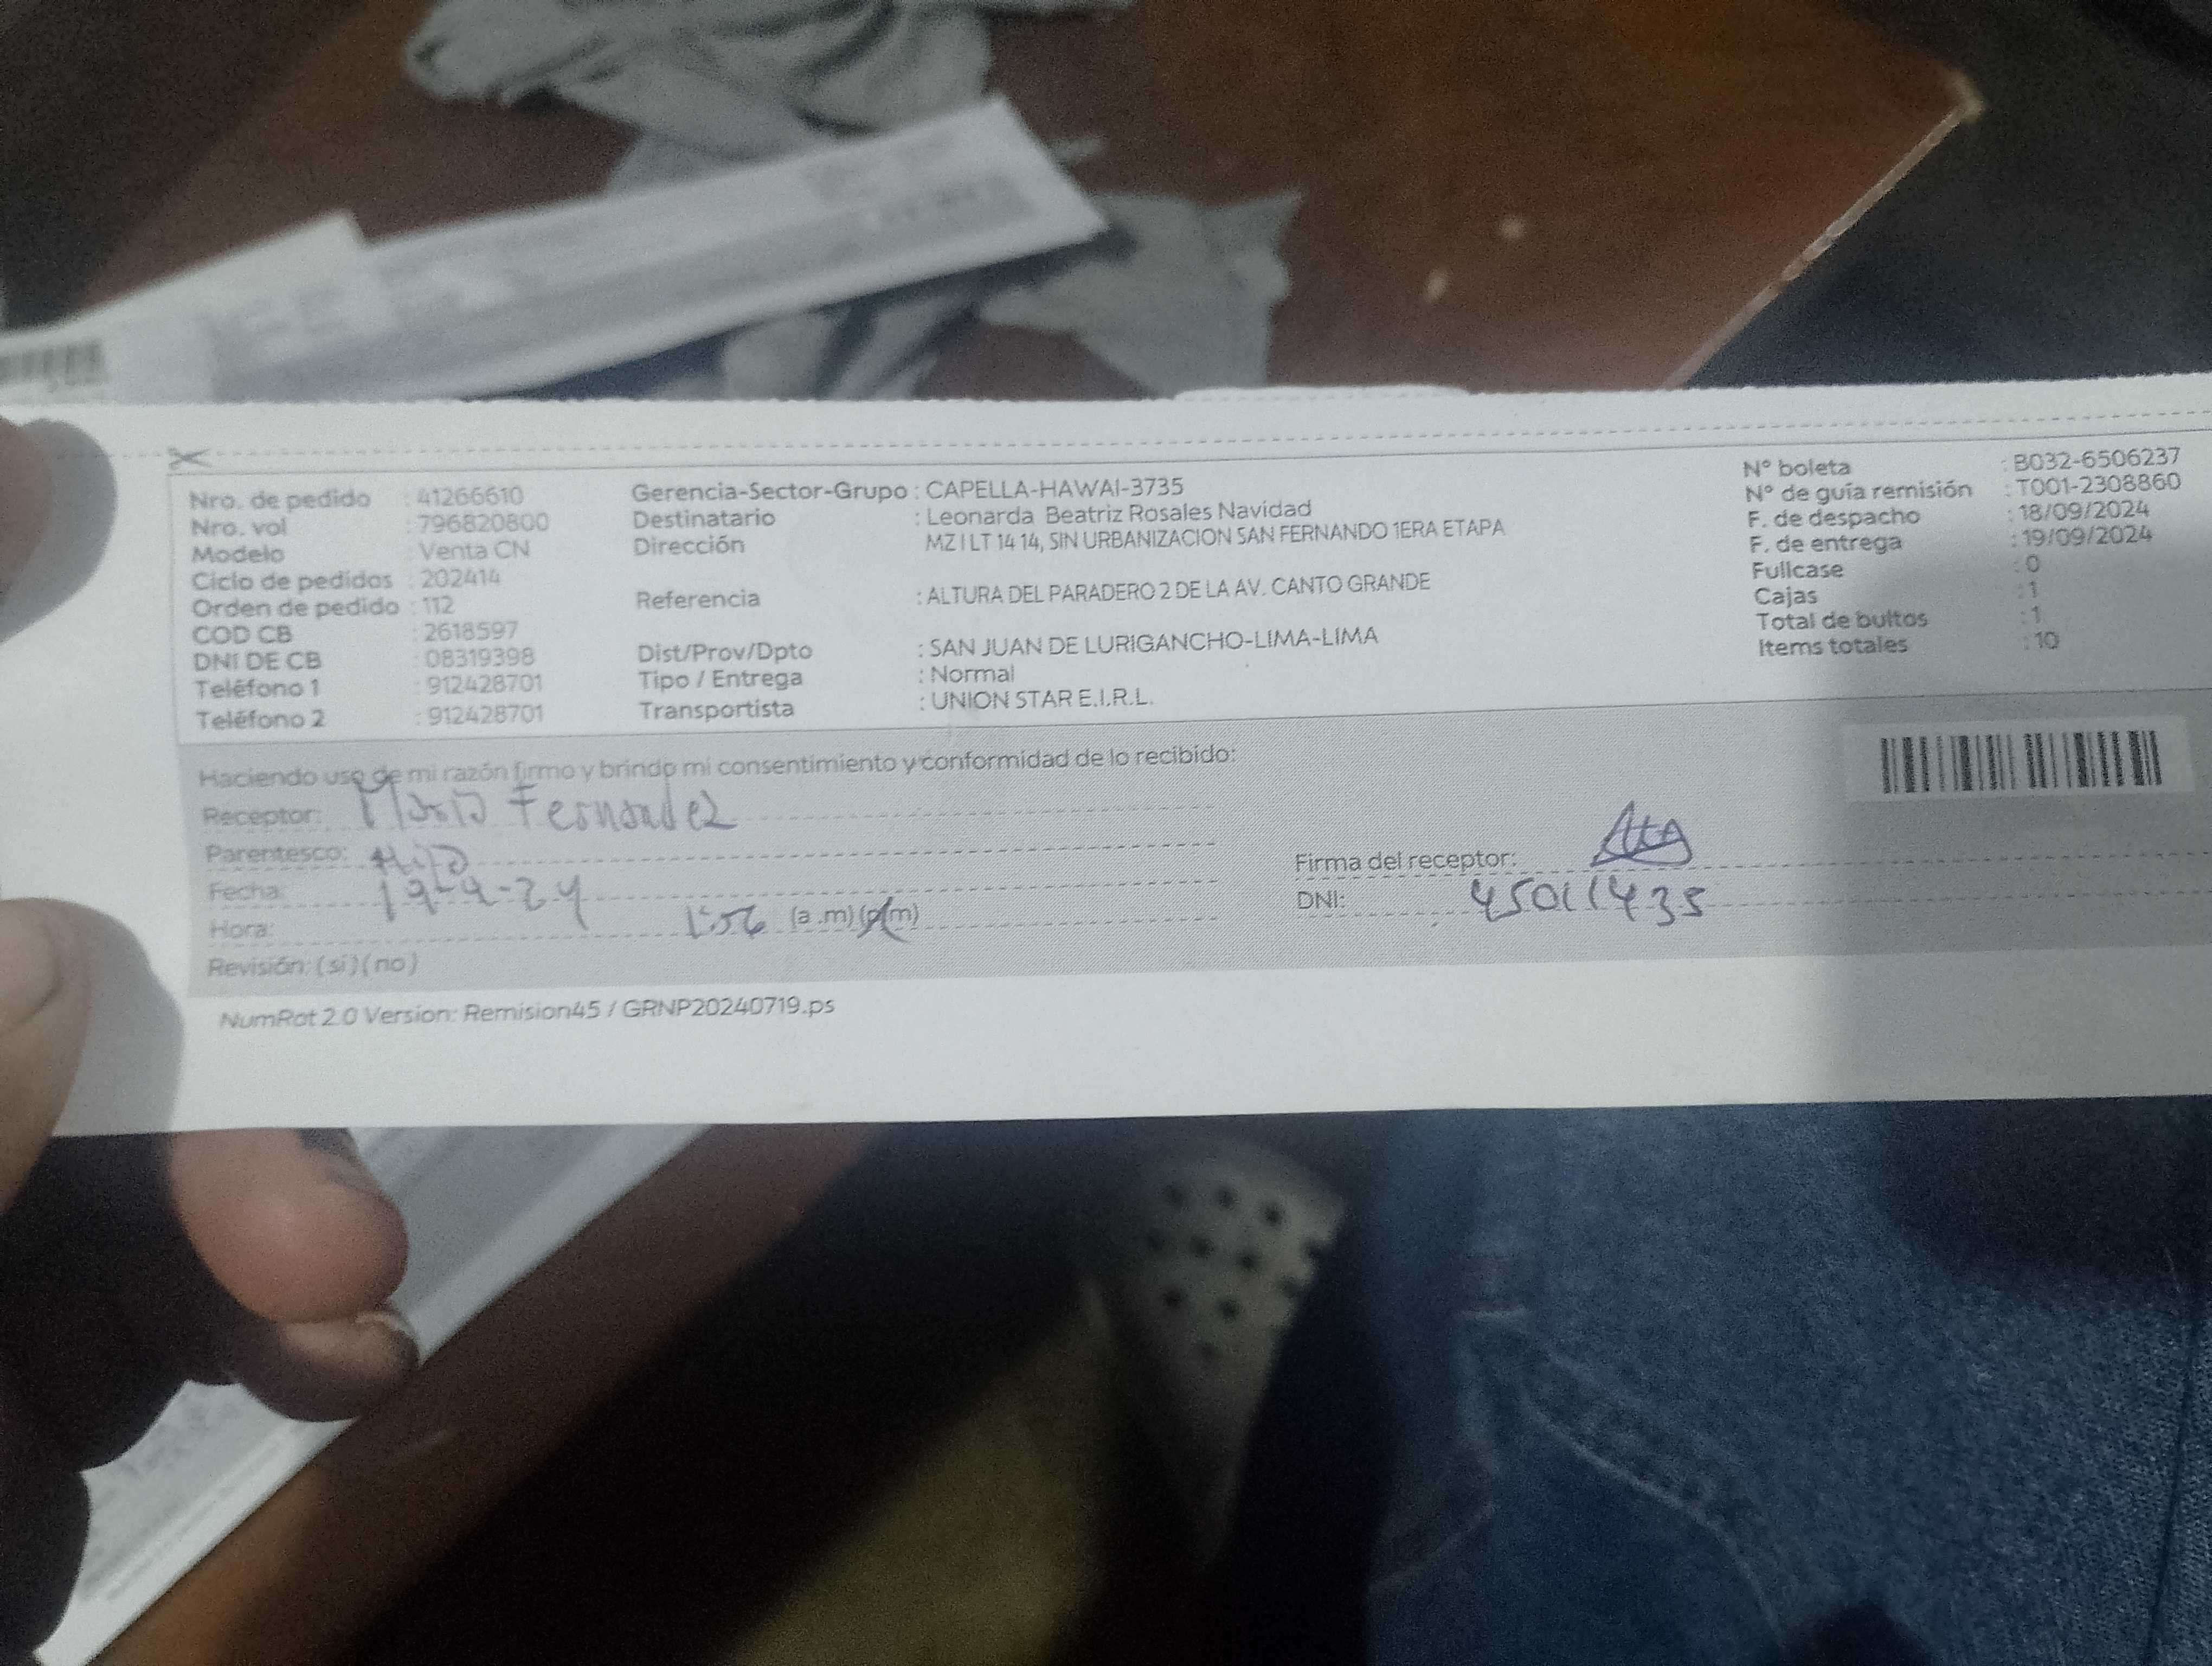 Nro. de pedido : 41266610
Nro. vol : 796820800
Modelo : Venta CN
Ciclo de pedidos : 202414
Orden de pedido : 112
COD CB : 2618597
DNI DE CB : 08319398
Teléfono 1 : 912428701
Teléfono 2 : 912428701
Gerencia-Sector-Grupo : CAPELLA-HAWAI-3735
Destinatario : Leonarda Beatriz Rosales Navidad
Dirección MZ I LT 14 14, SIN URBANIZACION SAN FERNANDO 1ERA ETAPA
Referencia : ALTURA DEL PARADERO 2 DE LA AV. CANTO GRANDE
Dist/Prov/Dpto : SAN JUAN DE LURIGANCHO-LIMA-LIMA
Tipo / Entrega : Normal
Transportista : UNION STAR E.I.R.L.
N° boleta : B032-6506237
N° de guía remisión : T001-2308860
F. de despacho : 18/09/2024
F. de entrega : 19/09/2024
Fullcase : 0
Cajas : 1
Total de bultos : 1
Items totales : 10
Haciendo uso de mi razón firmo y brindo mi consentimiento y conformidad de lo recibido:
Receptor: Fernandez
Parentesco: Hijo
Fecha: 19-9-24
Hora: 1:56 (a .m)(p.m)
Revisión: (si)(no)
Firma del receptor:
DNI: 45011435
NumRot 2.0 Version: Remision45 / GRNP20240719.ps